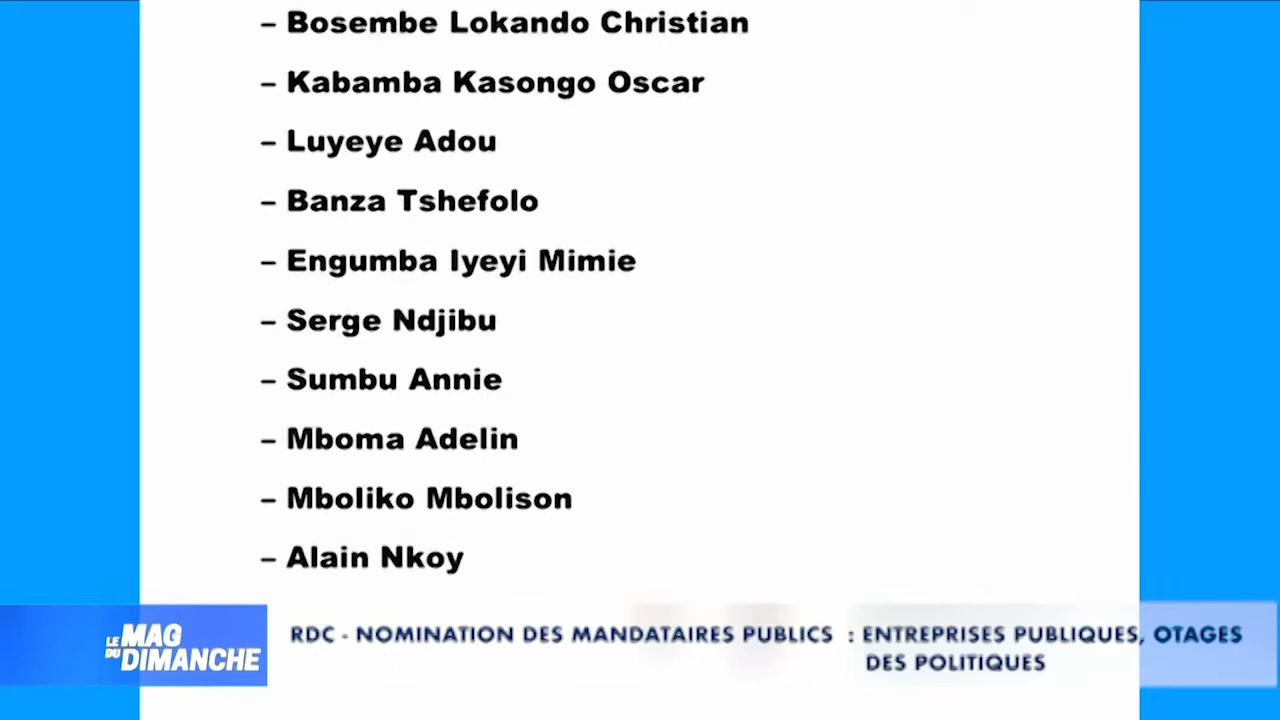 – Bosembe Lokando Christian
– Kabamba Kasongo Oscar
– Luyeye Adou
– Banza Tshefolo
– Engumba Iyeyi Mimie
– Serge Ndjibu
– Sumbu Annie
– Mboma Adelin
– Mboliko Mbolison
– Alain Nkoy
LE MAG
DU DIMANCHE
RDC - NOMINATION DES MANDATAIRES PUBLICS : ENTREPRISES PUBLIQUES, OTAGES
DES POLITIQUES